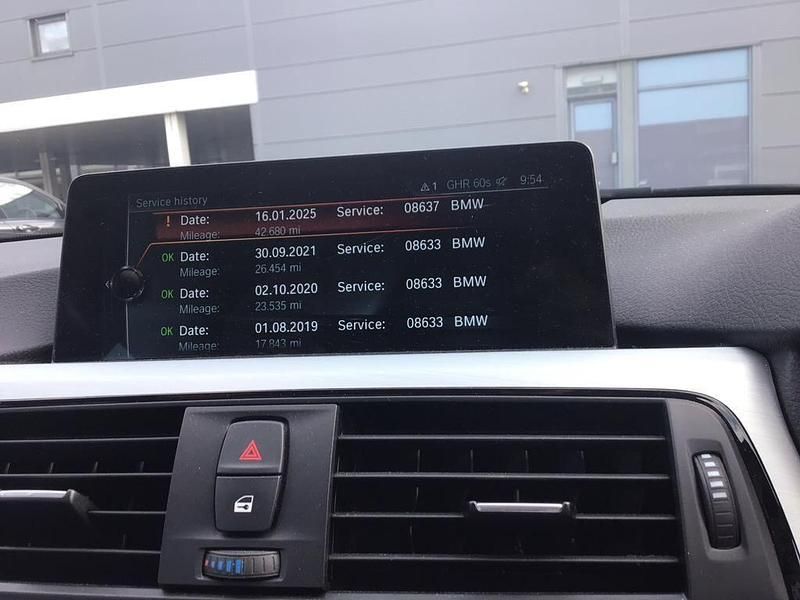 Service history
1 GHR 60s 9:54
! Date: 16.01.2025 Service: 08637 BMW
Mileage: 42.680 mi
OK Date: 30.09.2021 Service: 08633 BMW
Mileage: 26.454 mi
OK Date: 02.10.2020 Service: 08633 BMW
Mileage: 23.535 mi
OK Date: 01.08.2019 Service: 08633 BMW
Mileage: 17.843 mi